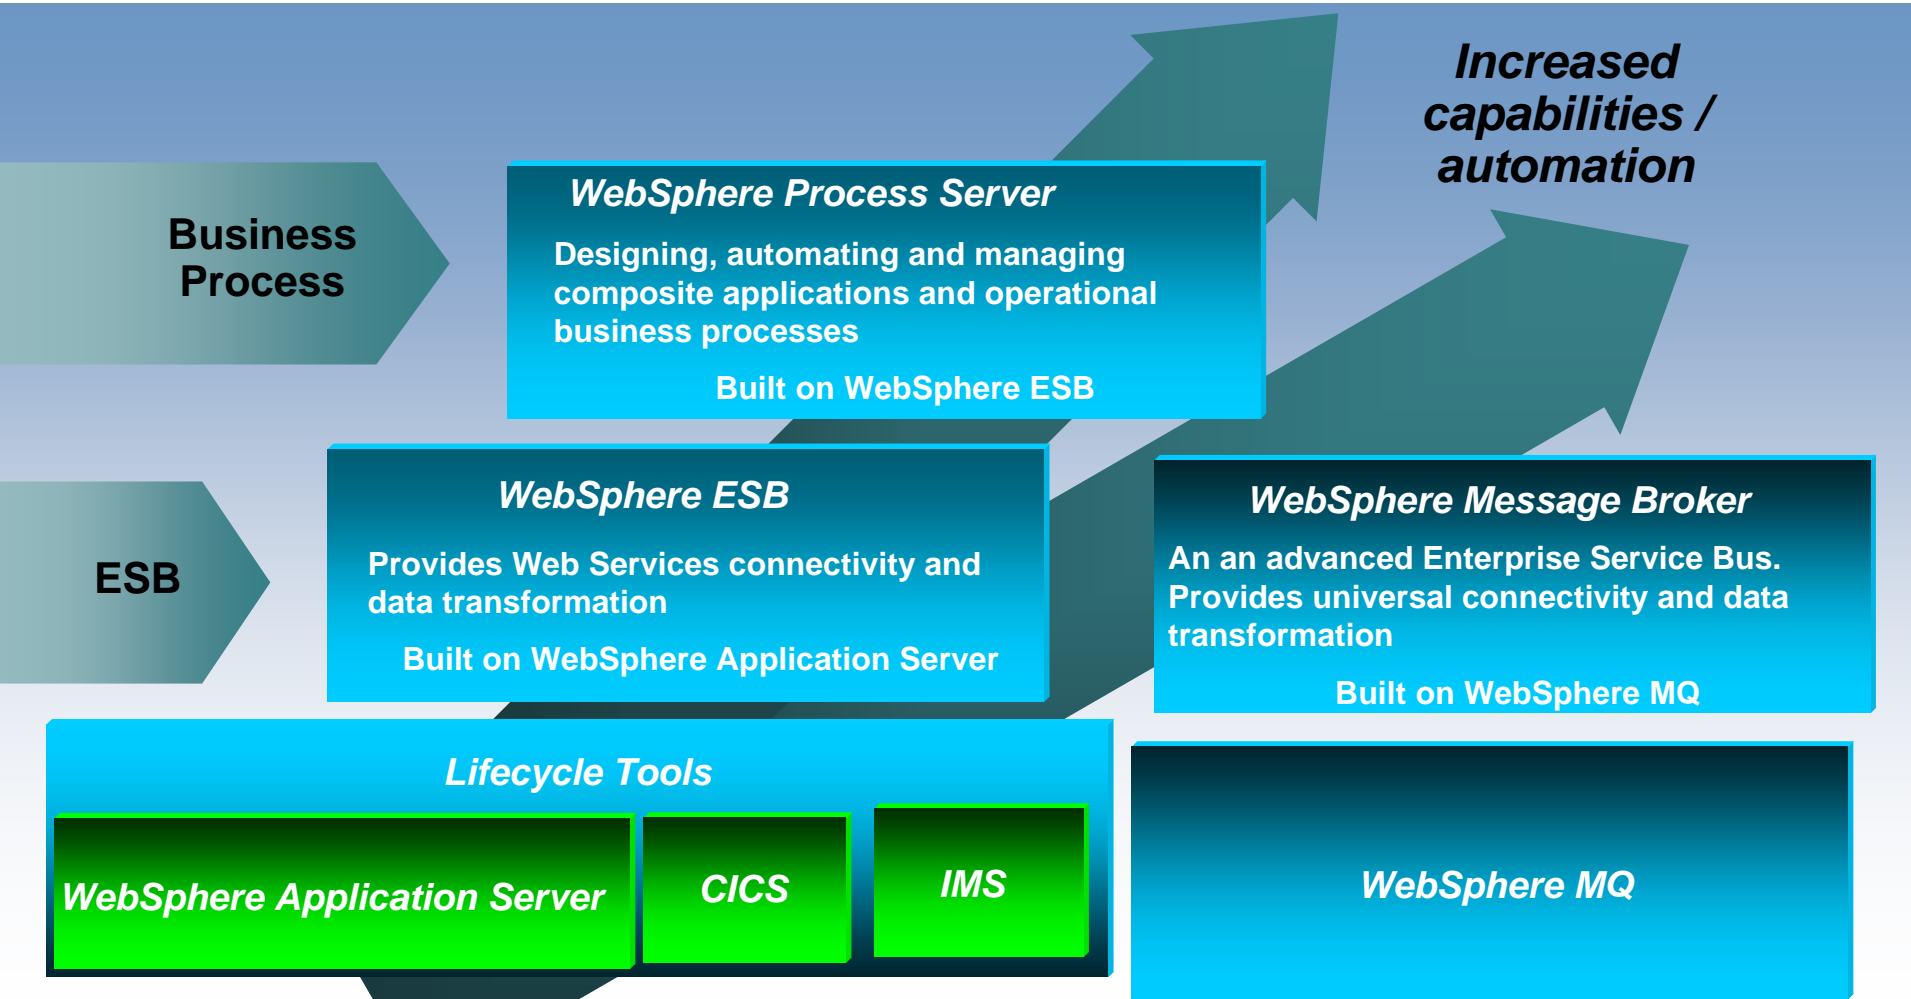 Increased
capabilities /
automation
Business
Process
WebSphere Process Server
Designing, automating and managing
composite applications and operational
business processes
Built on WebSphere ESB
ESB
WebSphere ESB
Provides Web Services connectivity and
data transformation
Built on WebSphere Application Server
WebSphere Message Broker
An an advanced Enterprise Service Bus.
Provides universal connectivity and data
transformation
Built on WebSphere MQ
Lifecycle Tools
WebSphere Application Server
CICS
IMS
WebSphere MQ